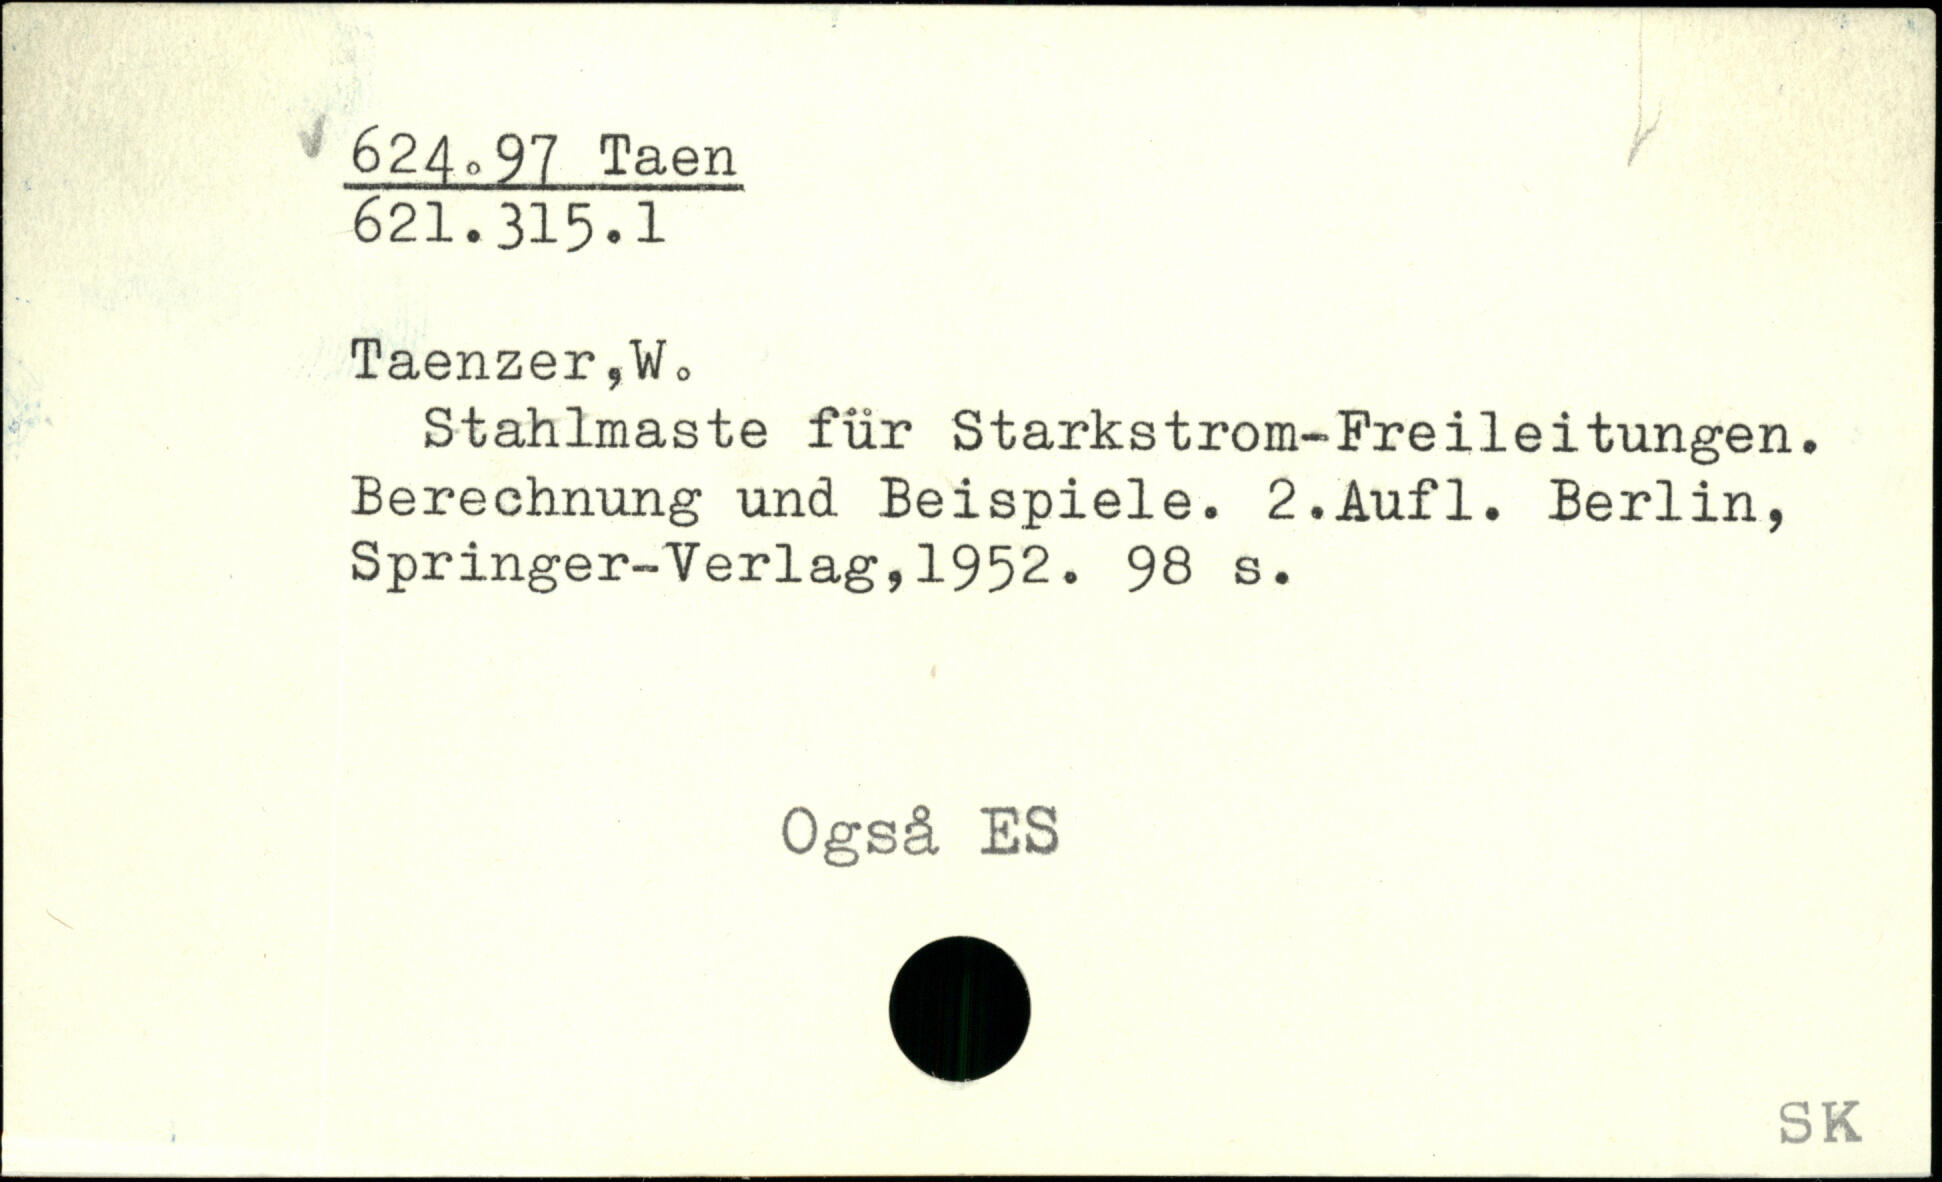 624.97 Taen
621.315.1
Taenzer,W.
Stahlmaste für Starkstrom-Freileitungen.
Berechnung und Beispiele. 2.Aufl. Berlin,
Springer-Verlag,1952. 98 s.
Også ES
SK